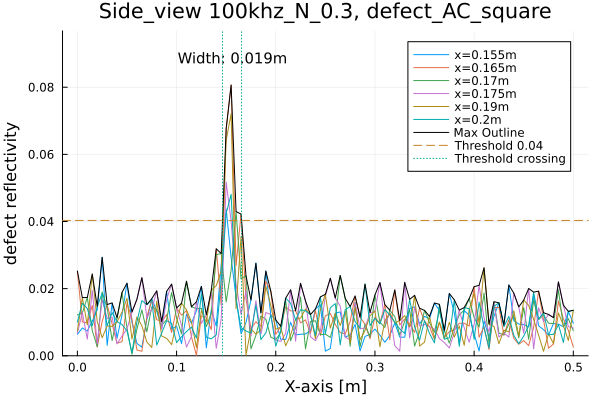 Side_view 100khz_N_0.3, defect_AC_square
Width: 0.019m
x=0.155m
x=0.165m
x=0.17m
x=0.175m
x=0.19m
x=0.2m
Max Outline
Threshold 0.04
Threshold crossing
defect reflectivity
0.08
0.06
0.04
0.02
0.00
0.0 0.1 0.2 0.3 0.4 0.5
X-axis [m]